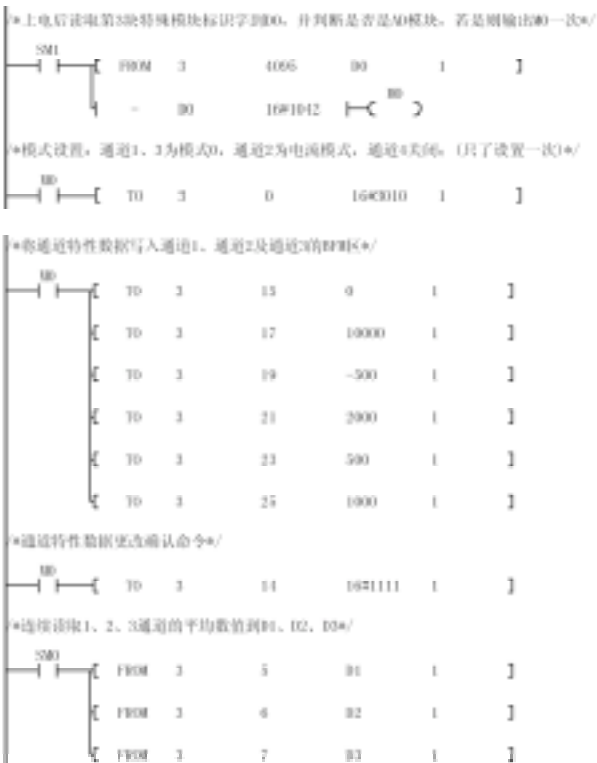 /*上电后读取第3块特殊模块标识字到D0，并判断是否是AD模块，若是则输出M0一次*/
SM1
[ FROM 3 4095 D0 1 ]
= D0 16#1042 M0
/*模式设置，通道1、3为模式0，通道2为电流模式，通道4关闭。(只了设置一次)*/
M0
[ TO 3 0 16#3010 1 ]
/*将通道特性数据写入通道1、通道2及通道3的BFM区*/
M0
[ TO 3 15 0 1 ]
[ TO 3 17 10000 1 ]
[ TO 3 19 -500 1 ]
[ TO 3 21 2000 1 ]
[ TO 3 23 500 1 ]
[ TO 3 25 1000 1 ]
/*通道特性数据更改确认命令*/
M0
[ TO 3 14 16#1111 1 ]
/*连续读取1、2、3通道的平均数值到D1、D2、D3*/
SM0
[ FROM 3 5 D1 1 ]
[ FROM 3 6 D2 1 ]
[ FROM 3 7 D3 1 ]